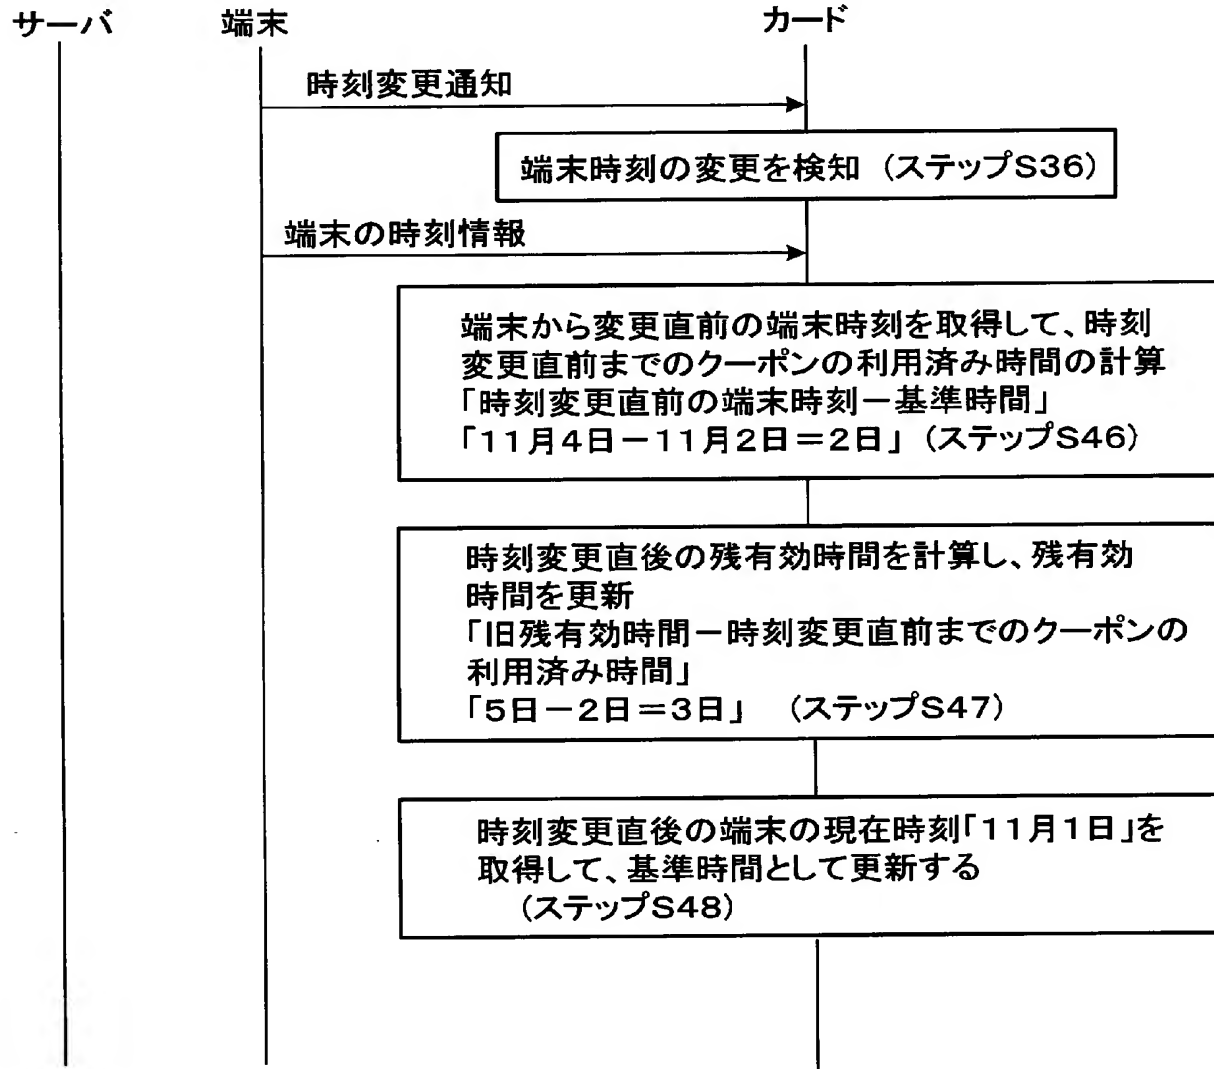 サーバ
端末
カード
時刻変更通知
端末時刻の変更を検知（ステップS36）
端末の時刻情報
端末から変更直前の端末時刻を取得して、時刻
変更直前までのクーポンの利用済み時間の計算
「時刻変更直前の端末時刻－基準時間」
「11月4日－11月2日＝2日」（ステップS46）
時刻変更直後の残有効時間を計算し、残有効
時間を更新
「旧残有効時間－時刻変更直前までのクーポンの
利用済み時間」
「5日－2日＝3日」　（ステップS47）
時刻変更直後の端末の現在時刻「11月1日」を
取得して、基準時間として更新する
（ステップS48）